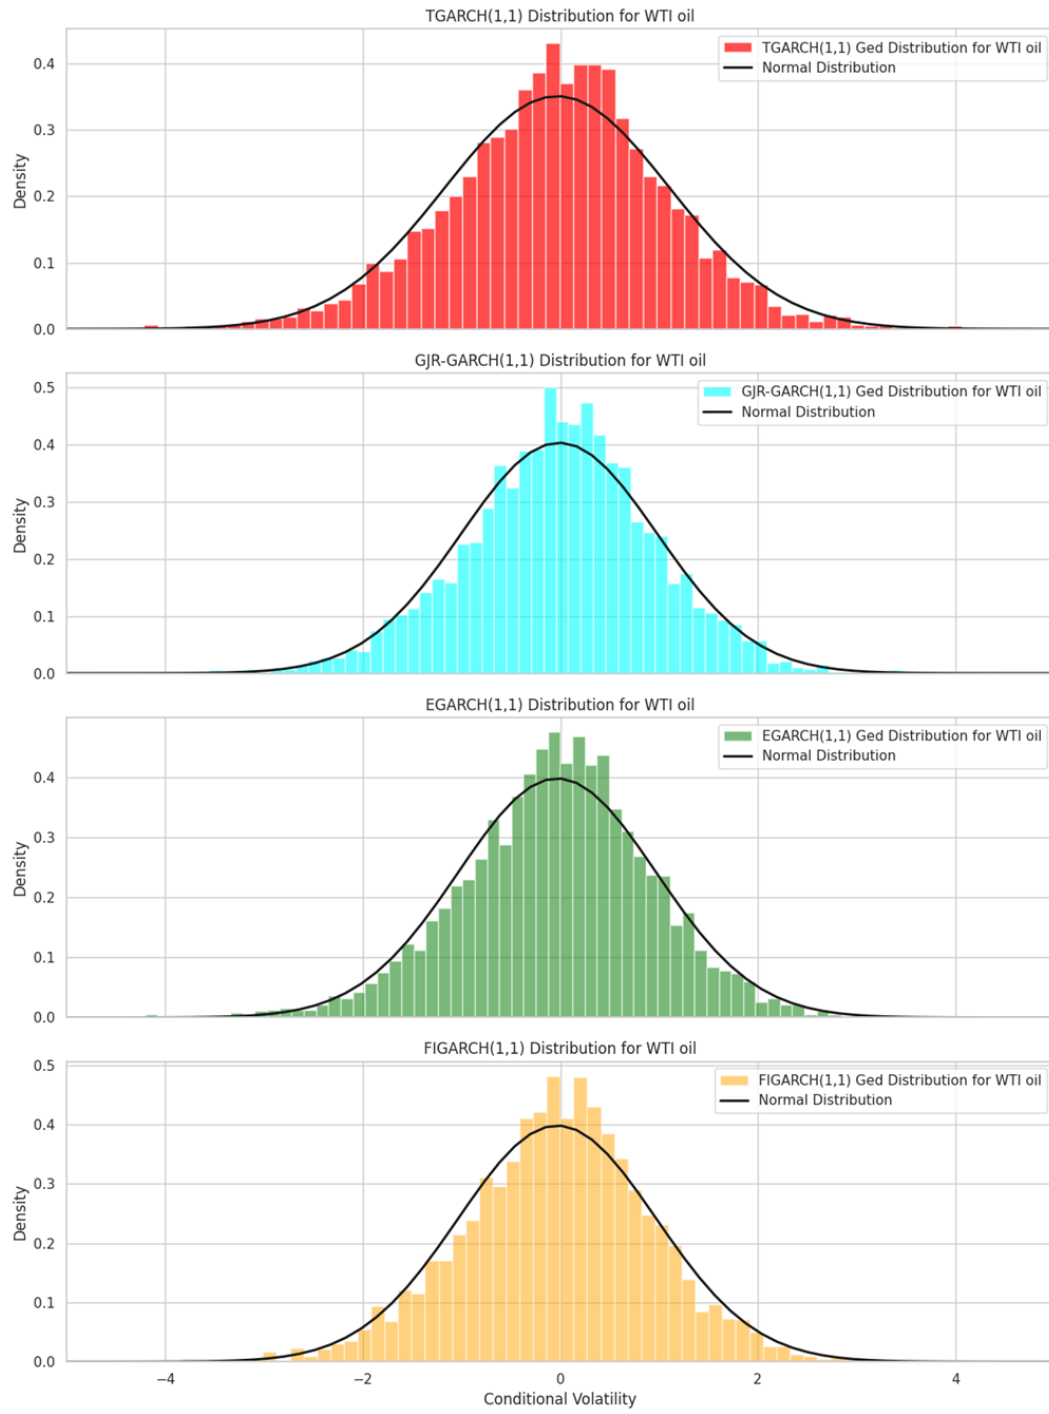 TGARCH(1,1) Distribution for WTI oil
TGARCH(1,1) Ged Distribution for WTI oil
Normal Distribution
Density
0.4
0.3
0.2
0.1
0.0
GJR-GARCH(1,1) Distribution for WTI oil
GJR-GARCH(1,1) Ged Distribution for WTI oil
Normal Distribution
Density
0.5
0.4
0.3
0.2
0.1
0.0
EGARCH(1,1) Distribution for WTI oil
EGARCH(1,1) Ged Distribution for WTI oil
Normal Distribution
Density
0.4
0.3
0.2
0.1
0.0
FIGARCH(1,1) Distribution for WTI oil
FIGARCH(1,1) Ged Distribution for WTI oil
Normal Distribution
Density
0.5
0.4
0.3
0.2
0.1
0.0
−4 −2 0 2 4
Conditional Volatility